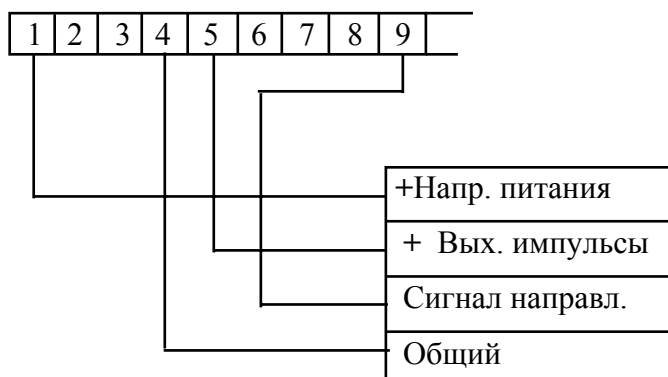 1 2 3 4 5 6 7 8 9
+Напр. питания
+ Вых. импульсы
Сигнал направл.
Общий